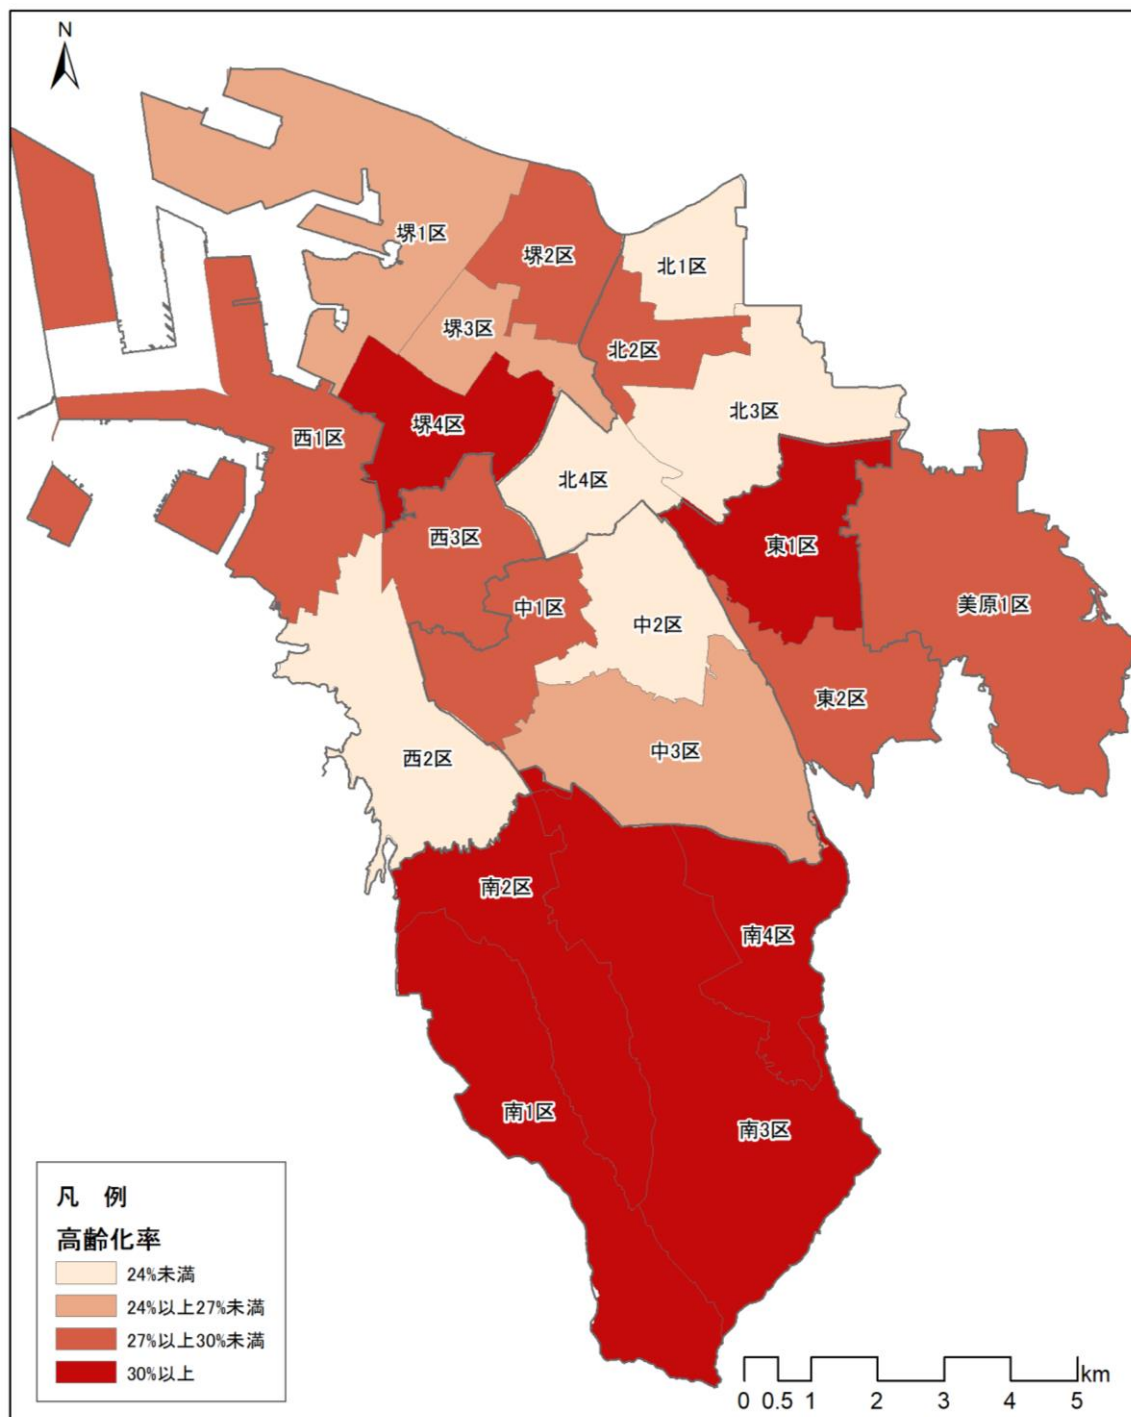 N
堺1区
堺2区
北1区
堺3区
北2区
北3区
堺4区
西1区
北4区
西3区
東1区
中1区
美原1区
中2区
東2区
中3区
西2区
南2区
南4区
南1区
南3区
凡 例
高齢化率
24%未満
24%以上27%未満
27%以上30%未満
30%以上
km
0 0.5 1 2 3 4 5